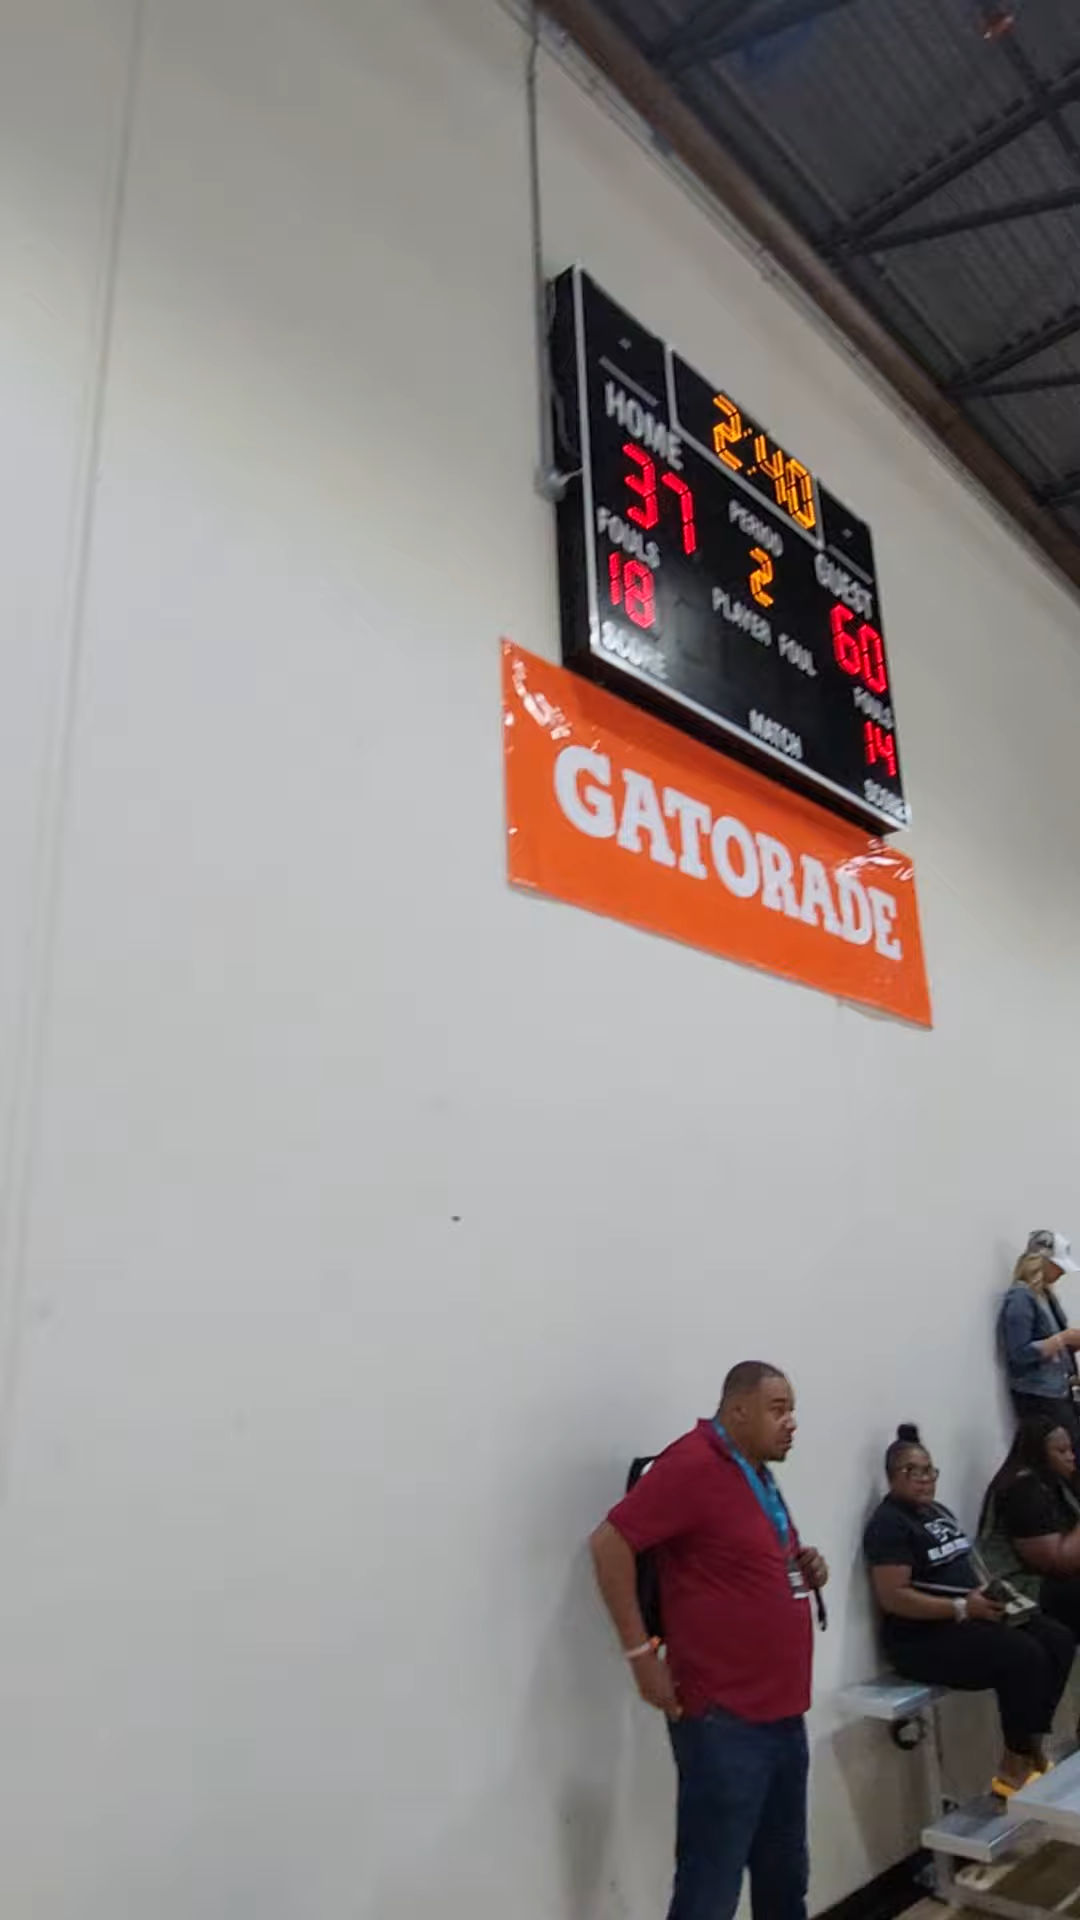 2:40
HOME
37
PERIOD
2
GUEST
60
FOULS
18
PLAYER FOUL
FOULS
14
SCORE
MATCH
SCORE
GATORADE